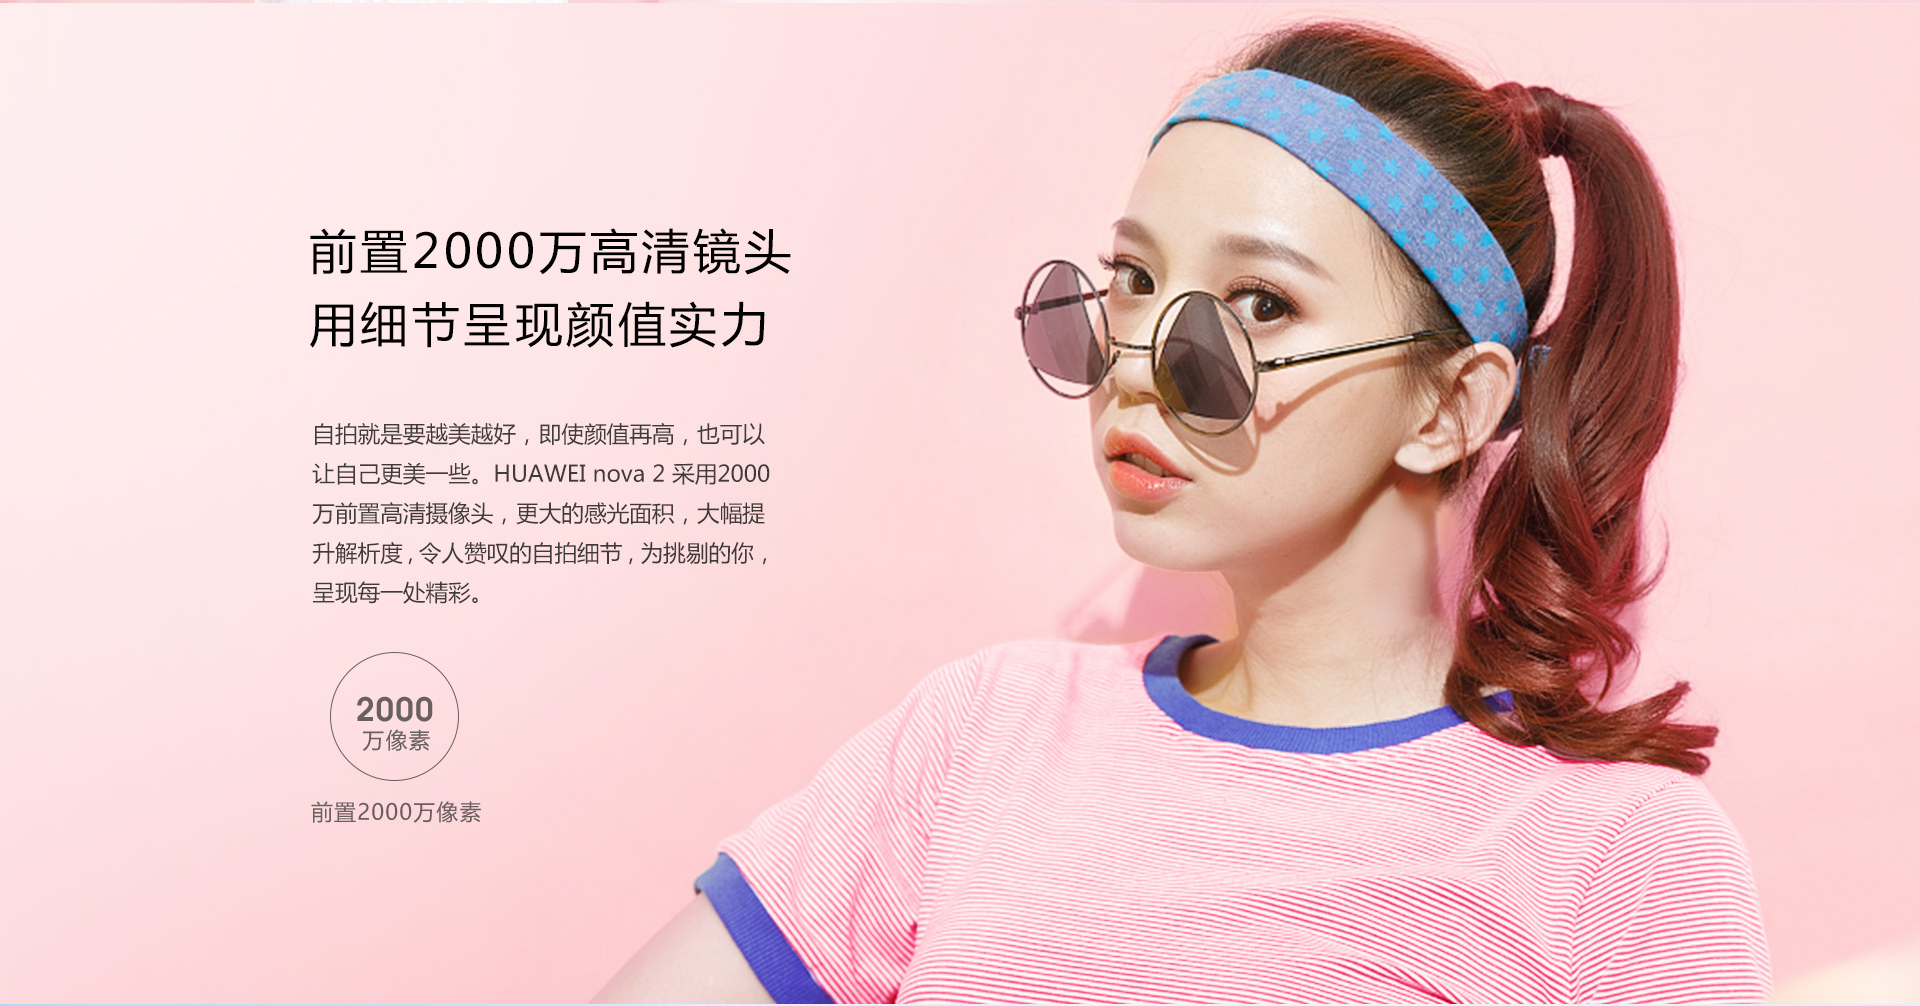 前置2000万高清镜头
用细节呈现颜值实力
自拍就是要越美越好，即使颜值再高，也可以
让自己更美一些。HUAWEI nova 2 采用2000
万前置高清摄像头，更大的感光面积，大幅提
升解析度，令人赞叹的自拍细节，为挑剔的你，
呈现每一处精彩。
2000
万像素
前置2000万像素